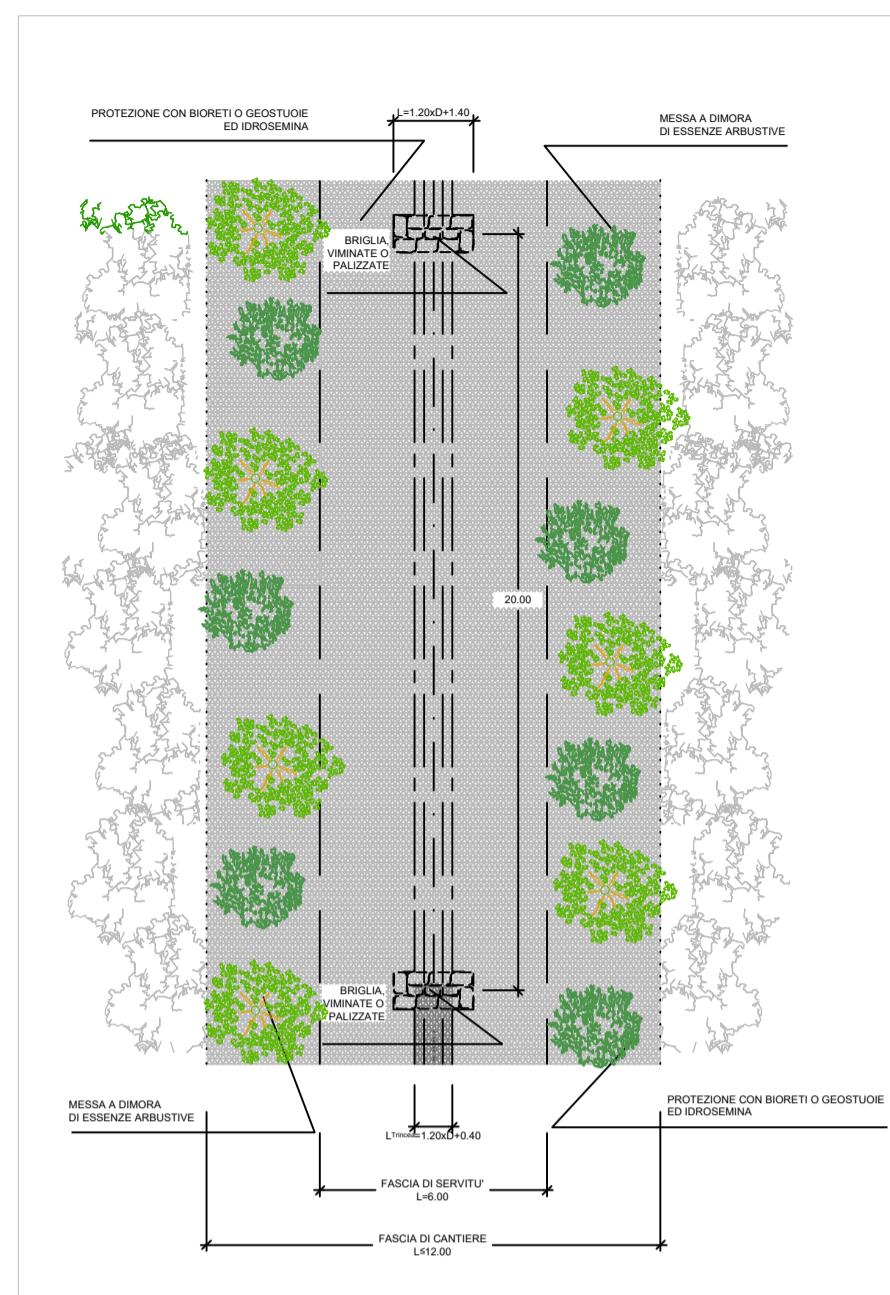 PROTEZIONE CON BIORETI O GEOSTUOIE
ED IDROSEMINA
L=1.20xD+1.40
MESSA A DIMORA
DI ESSENZE ARBUSTIVE
BRIGLIA,
VIMINATE O
PALIZZATE
20.00
BRIGLIA,
VIMINATE O
PALIZZATE
MESSA A DIMORA
DI ESSENZE ARBUSTIVE
PROTEZIONE CON BIORETI O GEOSTUOIE
ED IDROSEMINA
LTrincea=1.20xD+0.40
FASCIA DI SERVITU'
L=6.00
FASCIA DI CANTIERE
L≤12.00